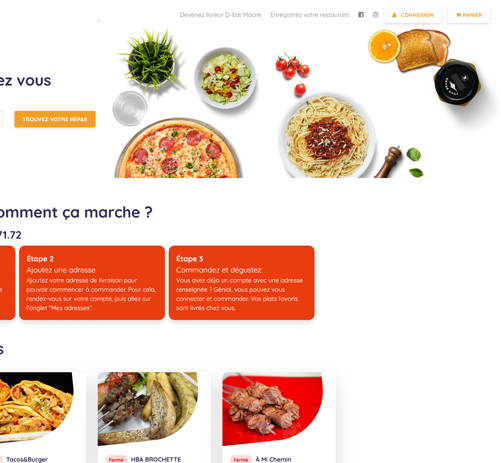 Devenez livreur D-Eat Maore Enregistrez votre restaurant CONNEXION PANIER
ez vous
TROUVEZ VOTRE REPAS
omment ça marche ?
71.72
Étape 2
Ajoutez une adresse
Ajoutez votre adresse de livraison pour
pouvoir commencer à commander. Pour cela,
rendez-vous sur votre compte, puis allez sur
l'onglet "Mes adresses".
Étape 3
Commandez et dégustez
Vous avez déja un compte avec une adresse
renseignée ? Génial, vous pouvez vous
connecter et commander. Vos plats favoris
sont livrés chez vous.
s
Tacos&Burger
Fermé HBA BROCHETTE
Fermé À Mi Chemin